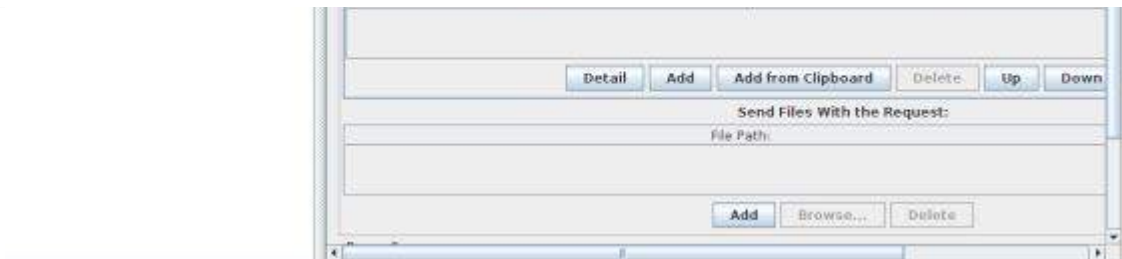 Detail Add Add from Clipboard Delete Up Down
Send Files With the Request:
File Path:
Add Browse... Delete